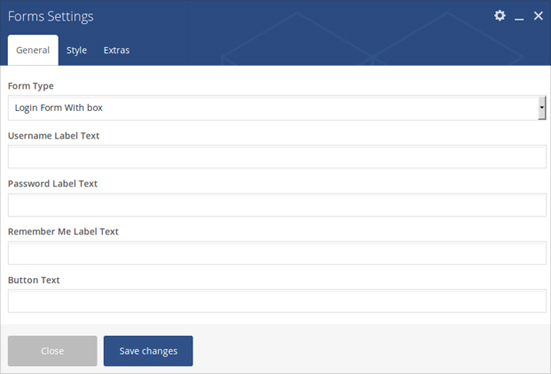 Forms Settings
General Style Extras
Form Type
Login Form With box
Username Label Text
Password Label Text
Remember Me Label Text
Button Text
Close Save changes